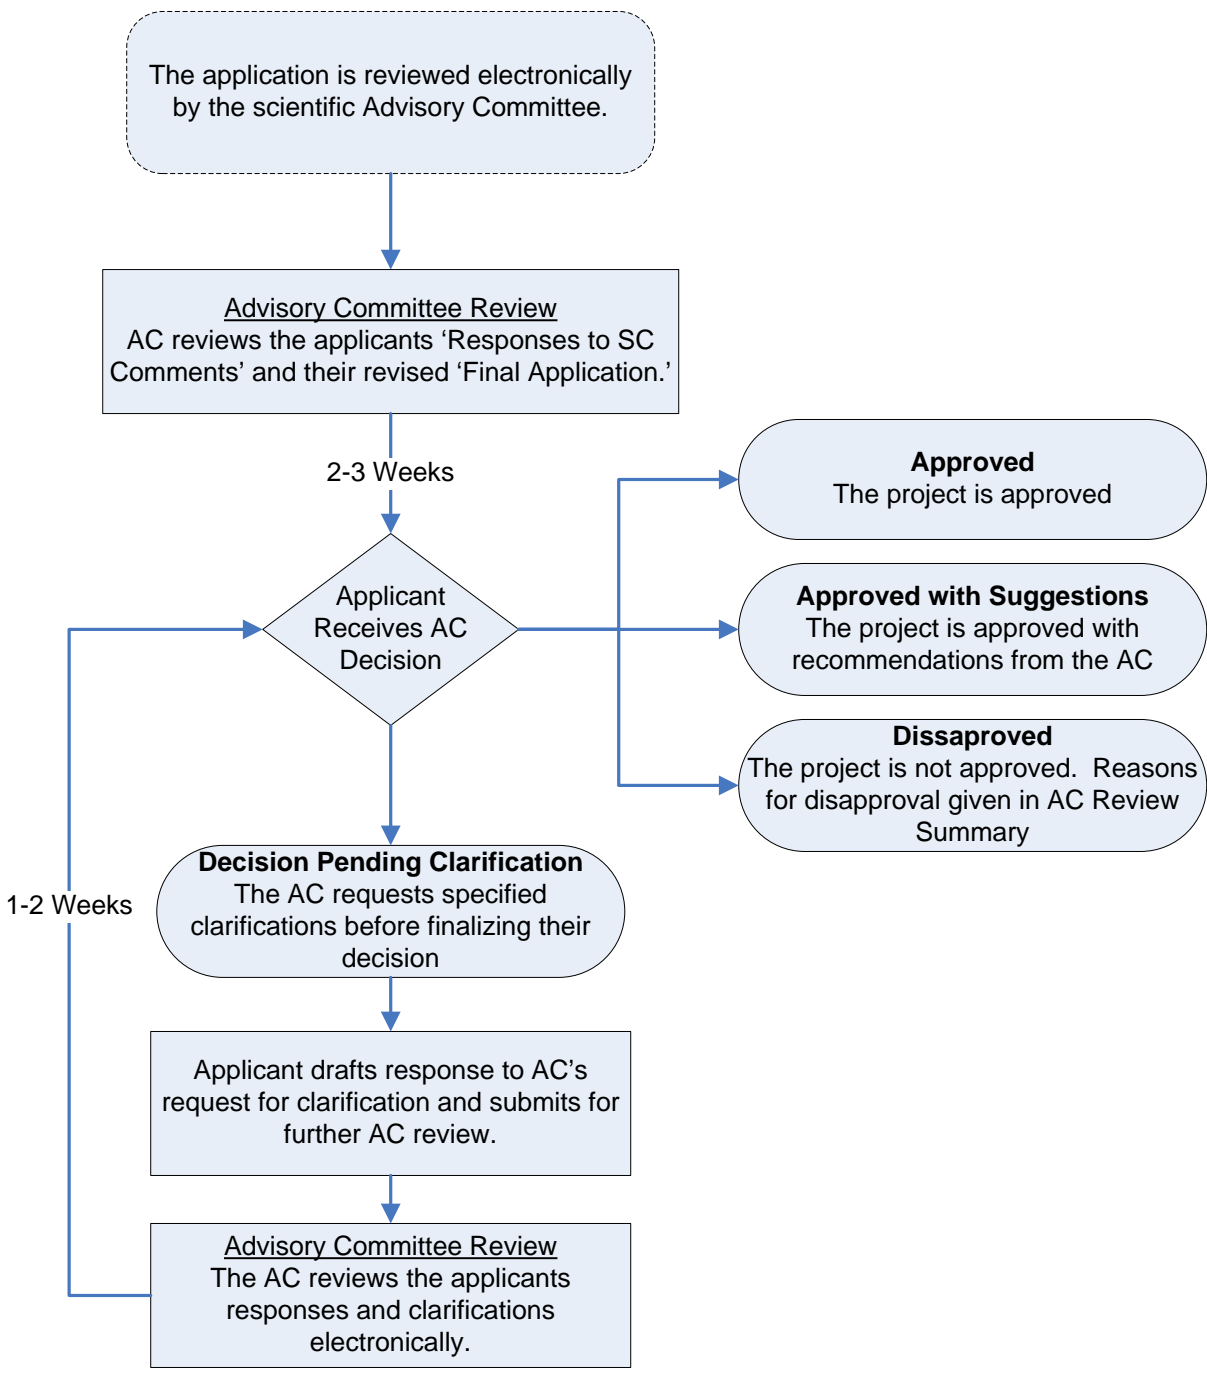 The application is reviewed electronically
by the scientific Advisory Committee.
Advisory Committee Review
AC reviews the applicants ‘Responses to SC
Comments’ and their revised ‘Final Application.’
2-3 Weeks
Applicant
Receives AC
Decision
Approved
The project is approved
Approved with Suggestions
The project is approved with
recommendations from the AC
Dissaproved
The project is not approved.  Reasons
for disapproval given in AC Review
Summary
Decision Pending Clarification
The AC requests specified
clarifications before finalizing their
decision
1-2 Weeks
Applicant drafts response to AC’s
request for clarification and submits for
further AC review.
Advisory Committee Review
The AC reviews the applicants
responses and clarifications
electronically.